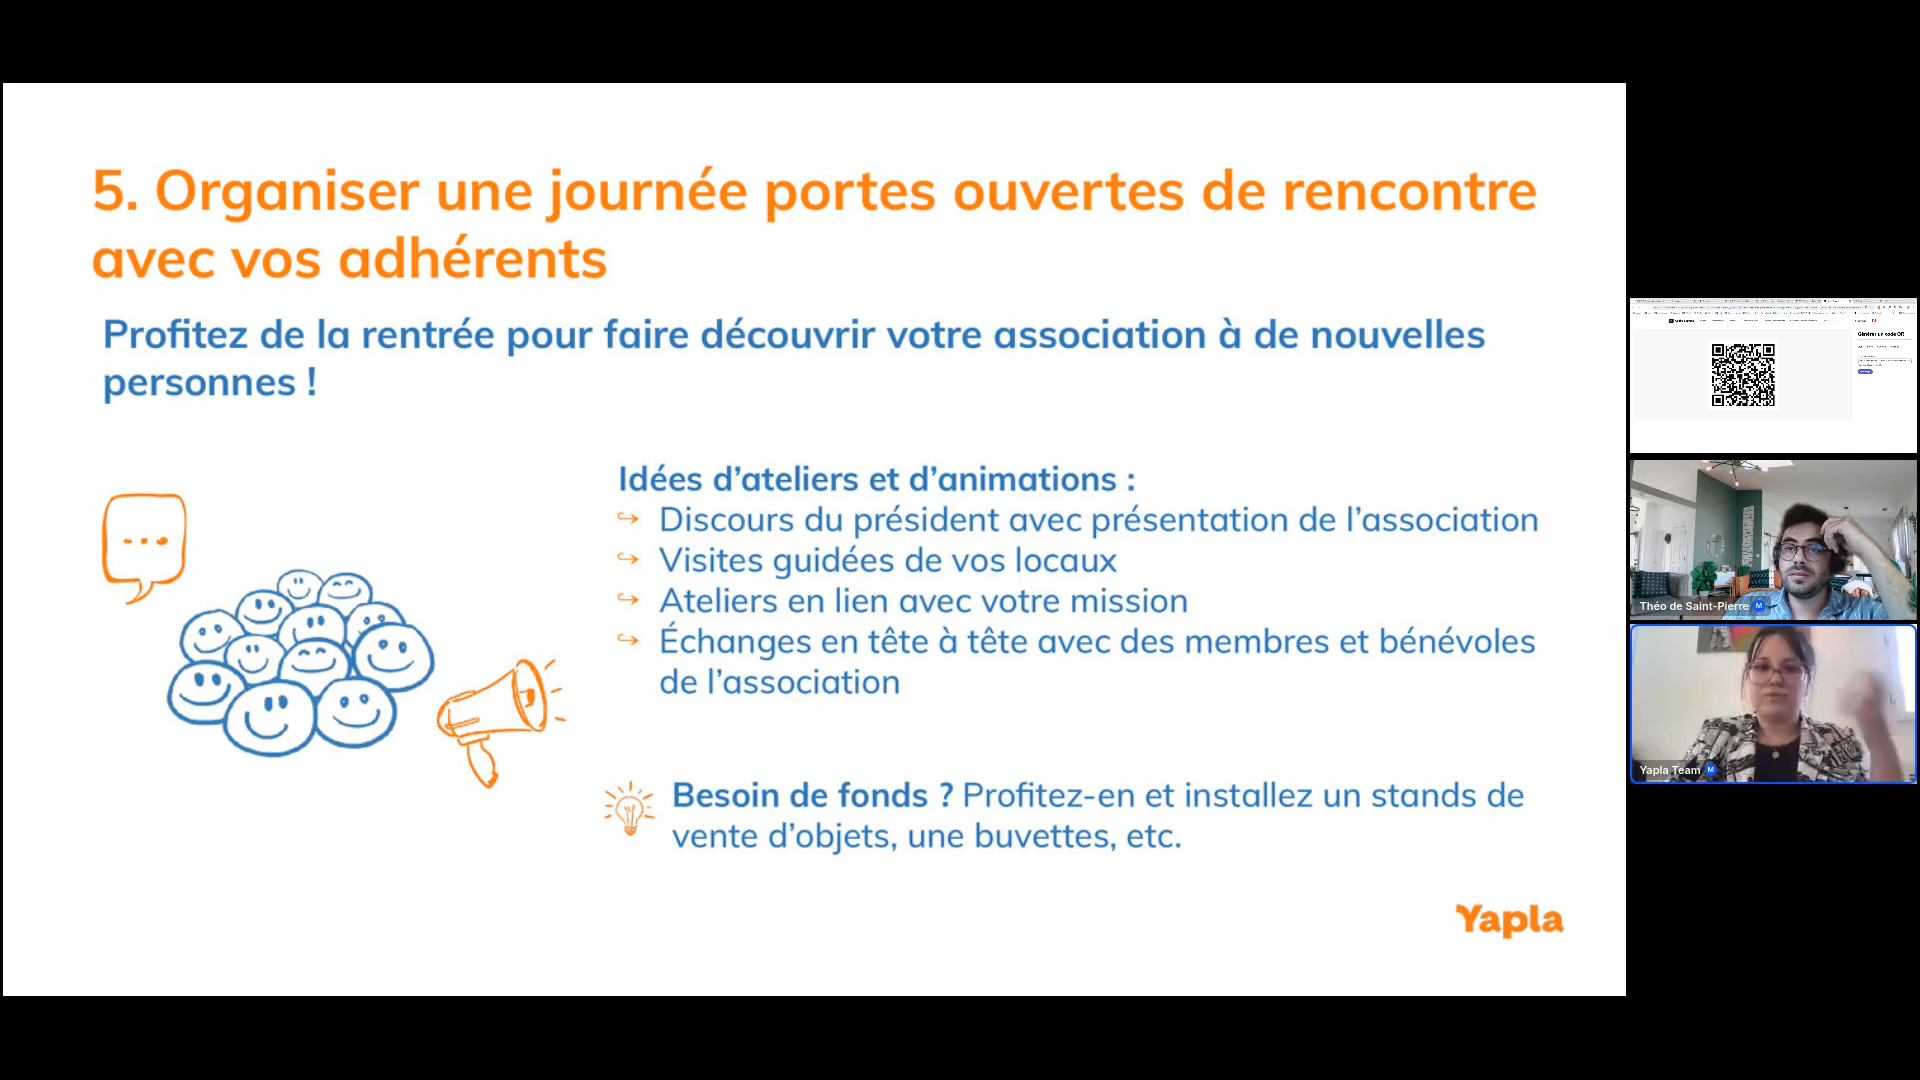 5. Organiser une journée portes ouvertes de rencontre
avec vos adhérents
Profitez de la rentrée pour faire découvrir votre association à de nouvelles
personnes !
Idées d’ateliers et d’animations :
↪ Discours du président avec présentation de l’association
↪ Visites guidées de vos locaux
↪ Ateliers en lien avec votre mission
↪ Échanges en tête à tête avec des membres et bénévoles
de l’association
Besoin de fonds ? Profitez-en et installez un stands de
vente d’objets, une buvettes, etc.
Yapla
Générer un code QR
Théo de Saint-Pierre M
Yapla Team M